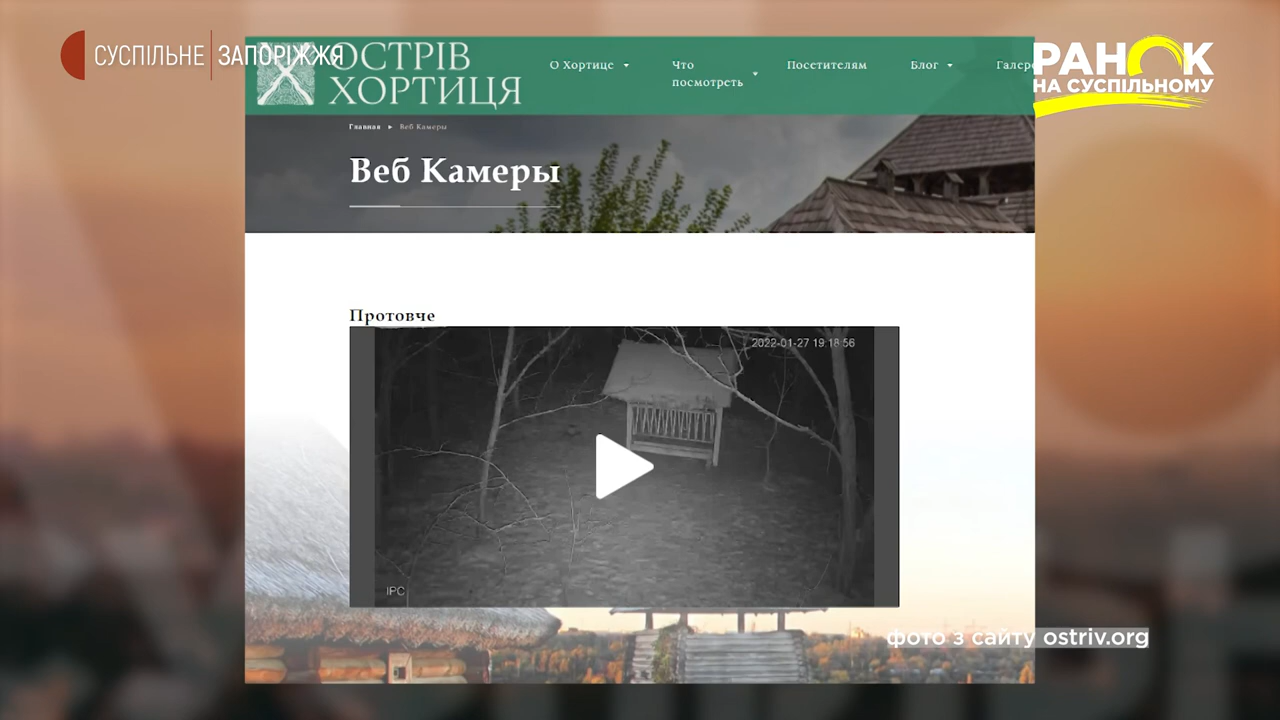 СУСПІЛЬНЕ ЗАПОРІЖЖЯ
РАНОК
НА СУСПІЛЬНОМУ
ОСТРІВ
ХОРТИЦЯ
О Хортице
Что
посмотреть
Посетителям
Блог
Галере
Главная ▸ Веб Камеры
Веб Камеры
Протовче
2022-01-27 19:18:56
IPC
фото з сайту ostriv.org